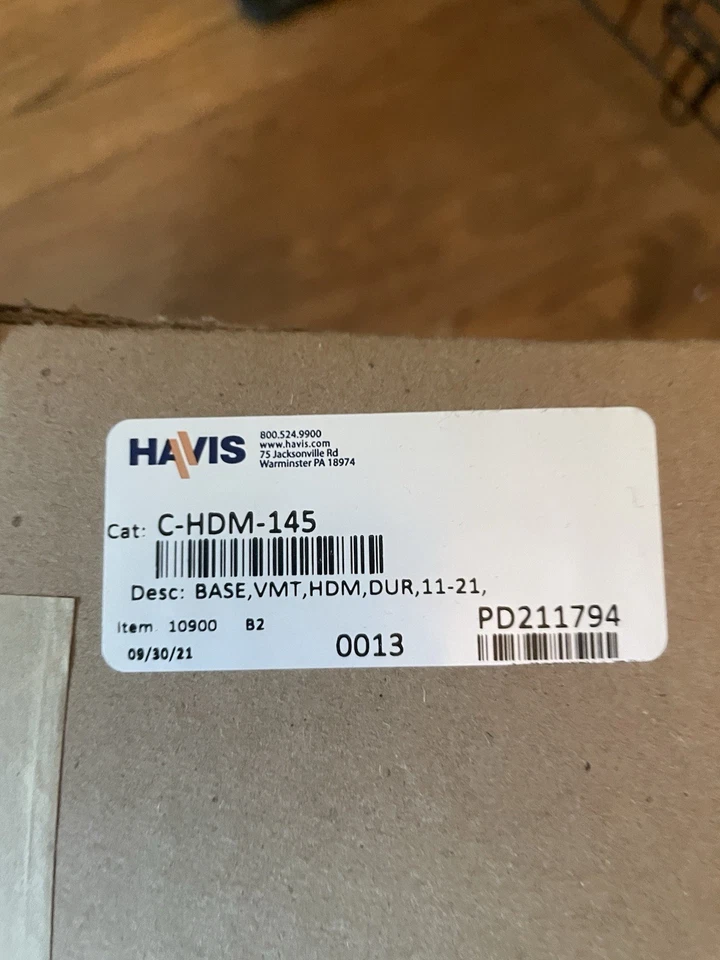 HAVIS
800.524.9900
www.havis.com
75 Jacksonville Rd
Warminster PA 18974
Cat: C-HDM-145
Desc: BASE,VMT,HDM,DUR,11-21,
Item 10900 B2
PD211794
09/30/21
0013